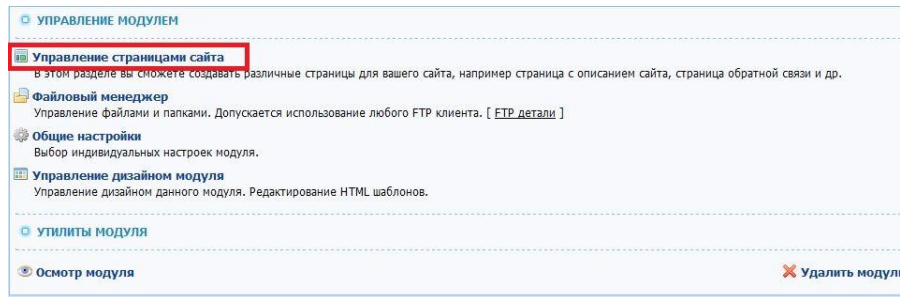 УПРАВЛЕНИЕ МОДУЛЕМ
Управление страницами сайта
В этом разделе вы сможете создавать различные страницы для вашего сайта, например страница с описанием сайта, страница обратной связи и др.
Файловый менеджер
Управление файлами и папками. Допускается использование любого FTP клиента. [ FTP детали ]
Общие настройки
Выбор индивидуальных настроек модуля.
Управление дизайном модуля
Управление дизайном данного модуля. Редактирование HTML шаблонов.
УТИЛИТЫ МОДУЛЯ
Осмотр модуля
Удалить модуль